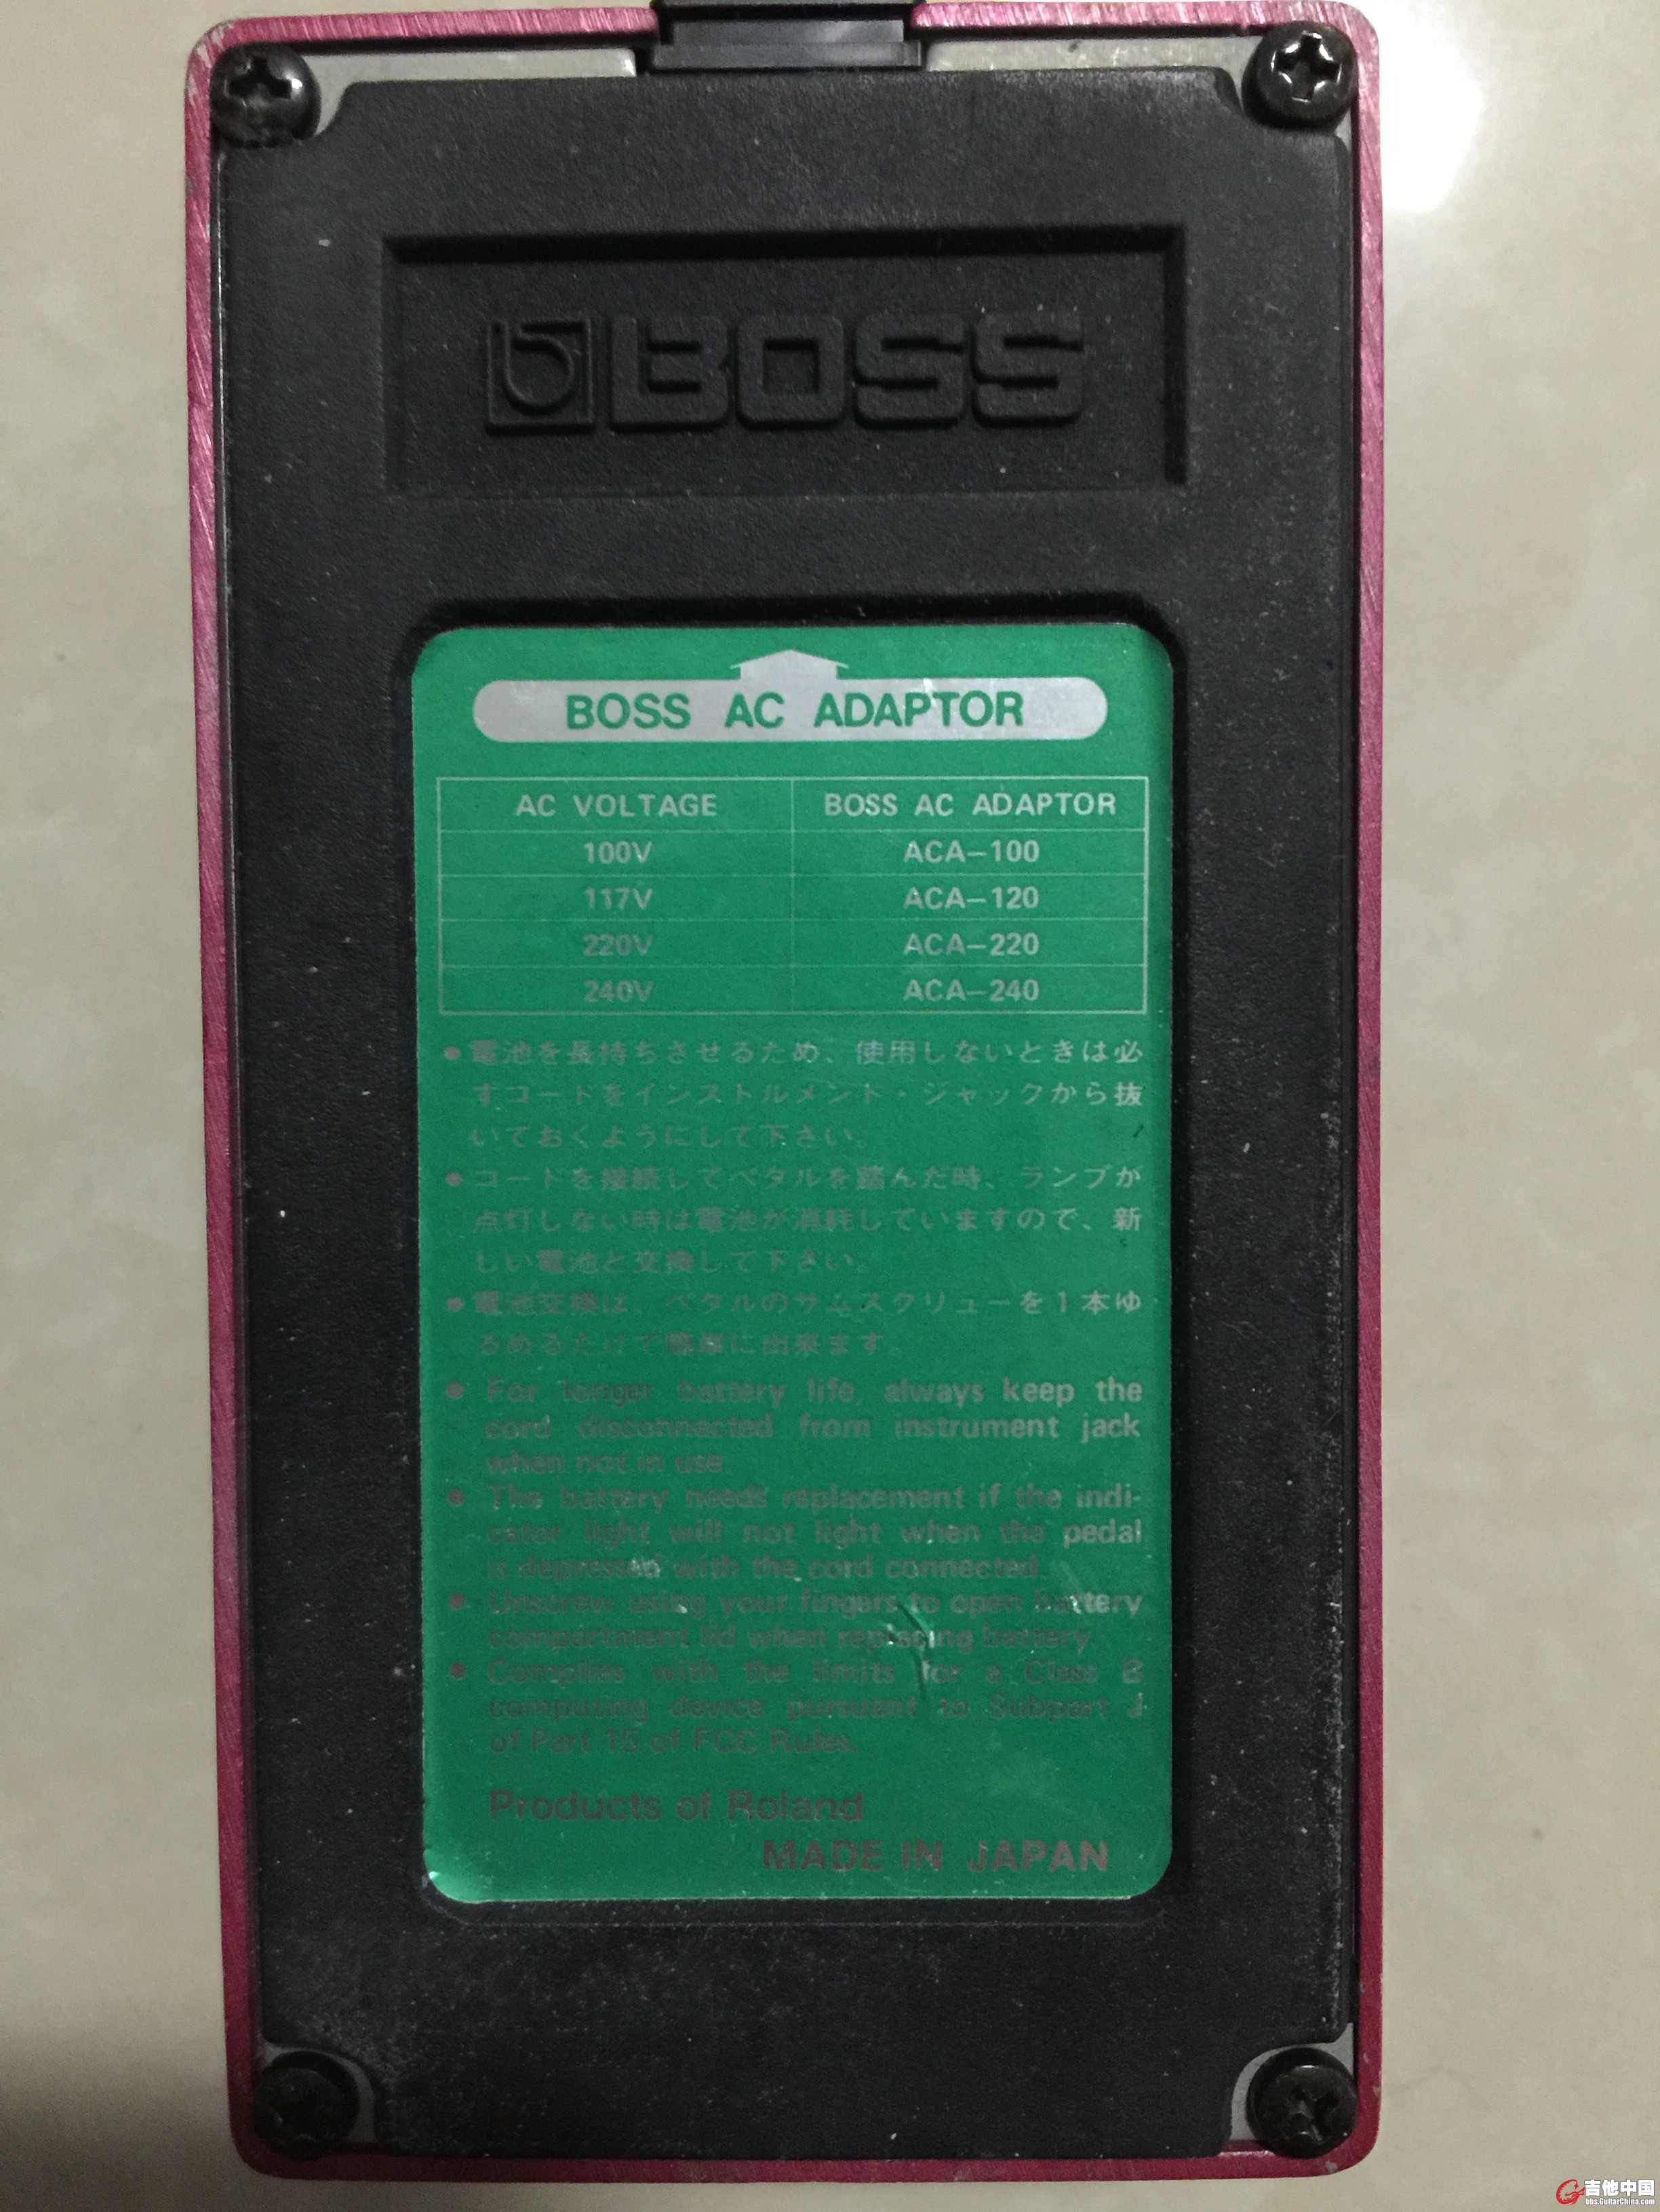 BOSS
BOSS AC ADAPTOR
AC VOLTAGE BOSS AC ADAPTOR
100V ACA-100
117V ACA-120
220V ACA-220
240V ACA-240
●電池を長持ちさせるため、使用しないときは必
すコードをインストルメント・ジャックから抜
いておくようにして下さい。
●コードを接続してペタルを踏んだ時、ランプが
点灯しない時は電池が消耗していますので、新
しい電池と交換して下さい。
●電池交換は、ペタルのサムスクリューを1本ゆ
るめるだけで簡単に出来ます。
● For longer battery life, always keep the
cord disconnected from instrument jack
when not in use.
● The battery needs replacement if the indi-
cator light will not light when the pedal
is depressed with the cord connected.
● Unscrew using your fingers to open battery
compartment lid when replacing battery.
● Complies with the limits for a Class B
computing device pursuant to Subpart J
of Part 15 of FCC Rules.
Products of Roland
MADE IN JAPAN
吉他中国
bbs.GuitarChina.com